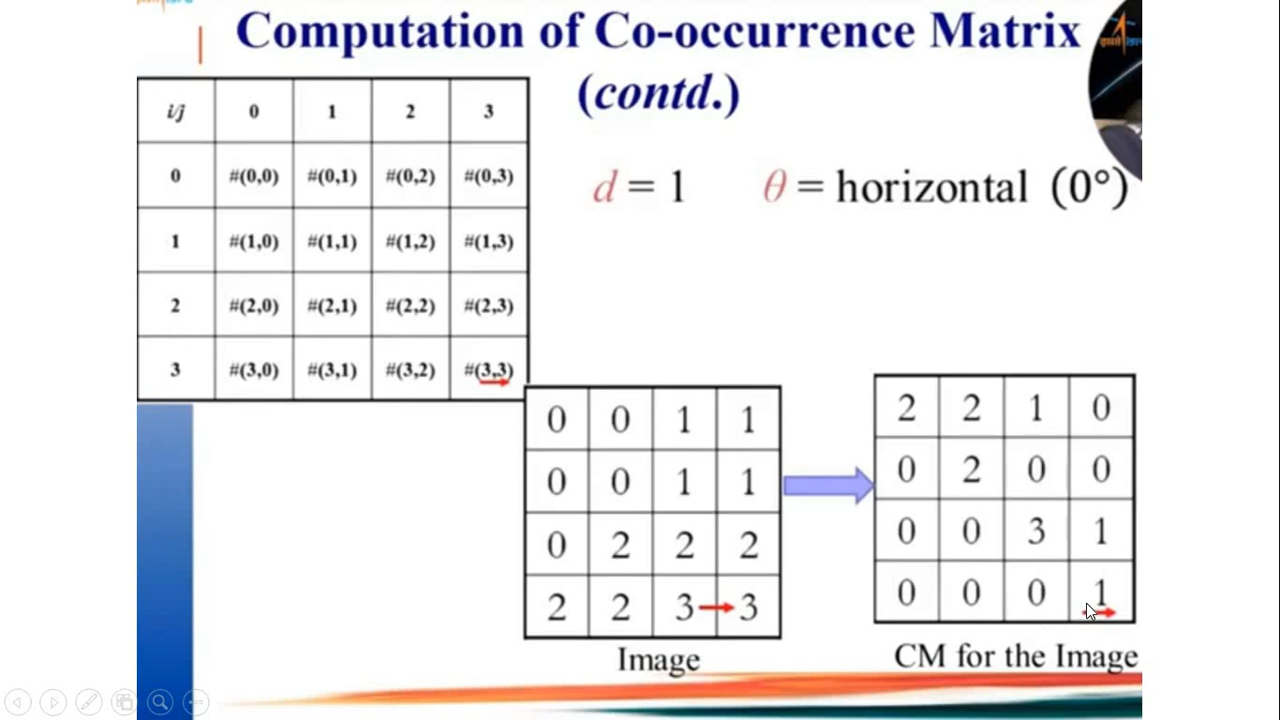 Computation of Co-occurrence Matrix
(contd.)
i/j 0 1 2 3
0 #(0,0) #(0,1) #(0,2) #(0,3)
1 #(1,0) #(1,1) #(1,2) #(1,3)
2 #(2,0) #(2,1) #(2,2) #(2,3)
3 #(3,0) #(3,1) #(3,2) #(3,3)
d = 1 θ = horizontal (0°)
0 0 1 1
0 0 1 1
0 2 2 2
2 2 3 3
Image
2 2 1 0
0 2 0 0
0 0 3 1
0 0 0 1
CM for the Image